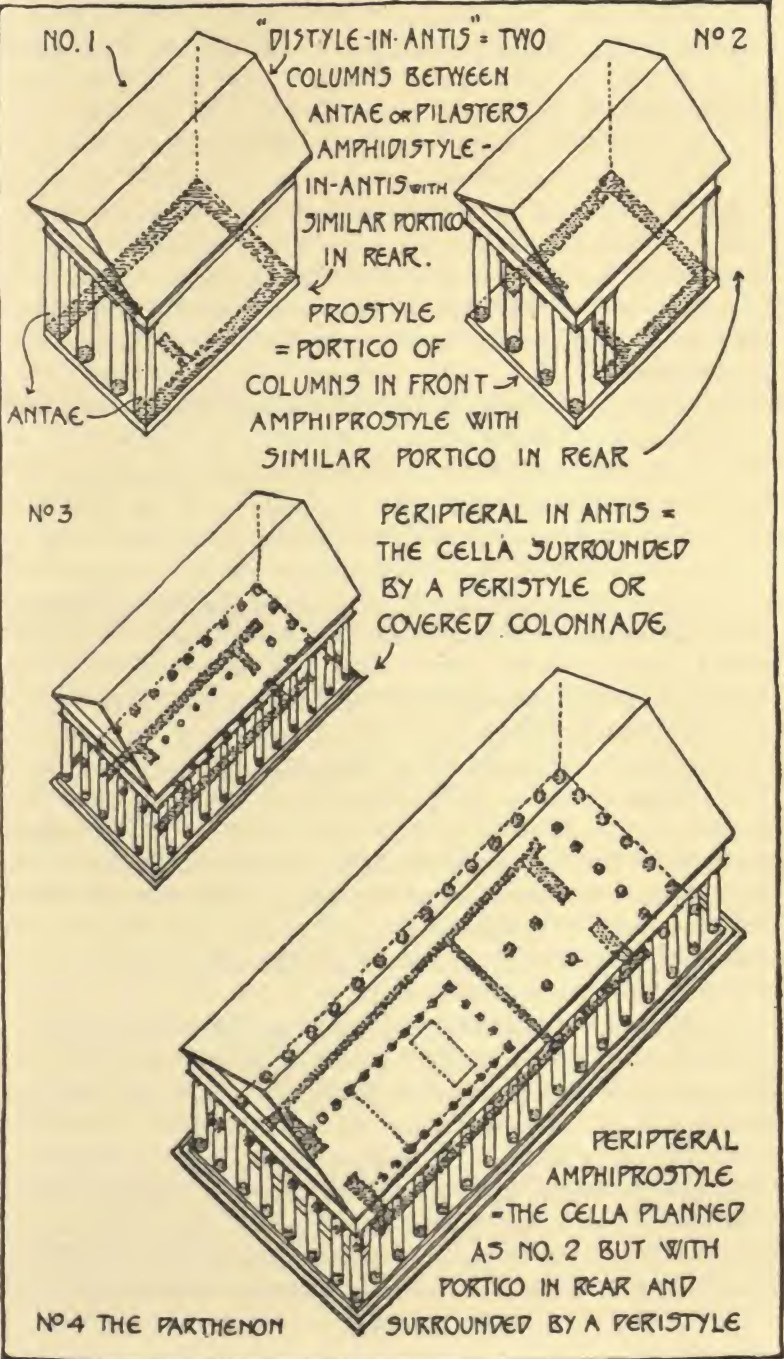 NO. 1
"DISTYLE-IN-ANTIS" = TWO
COLUMNS BETWEEN
ANTAE OR PILASTERS
AMPHIDISTYLE-
IN-ANTIS WITH
SIMILAR PORTICO
IN REAR.
ANTAE
Nº 2
PROSTYLE
= PORTICO OF
COLUMNS IN FRONT
AMPHIPROSTYLE WITH
SIMILAR PORTICO IN REAR
Nº 3
PERIPTERAL IN ANTIS =
THE CELLA SURROUNDED
BY A PERISTYLE OR
COVERED COLONNADE
PERIPTERAL
AMPHIPROSTYLE
=THE CELLA PLANNED
AS NO. 2 BUT WITH
PORTICO IN REAR AND
SURROUNDED BY A PERISTYLE
Nº4 THE PARTHENON